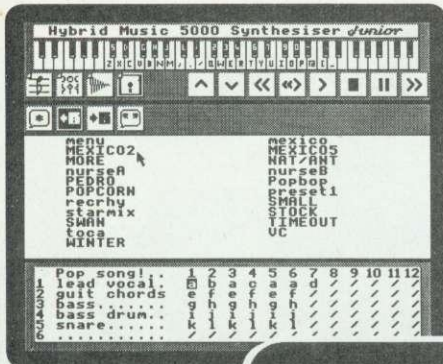 Hybrid Music 5000 Synthesiser Junior
menu mexico
MEXICO2 MEXICO5
MORE NAT/ANT
nurseA nurseB
PEDRO Popbop
POPCORN preset1
recrhy SMALL
starmix STOCK
SWAN TIMEOUT
toca VC
WINTER
Pop song!.. 1 2 3 4 5 6 7 8 9 10 11 12
1 lead vocal. a b a c a a d / / / / /
2 guit chords e f e f e f / / / / / /
3 bass....... g h g h g h / / / / / /
4 bass drum.. i j i j i j / / / / / /
5 snare...... k l k l k l / / / / / /
6 ........... / / / / / / / / / / / /